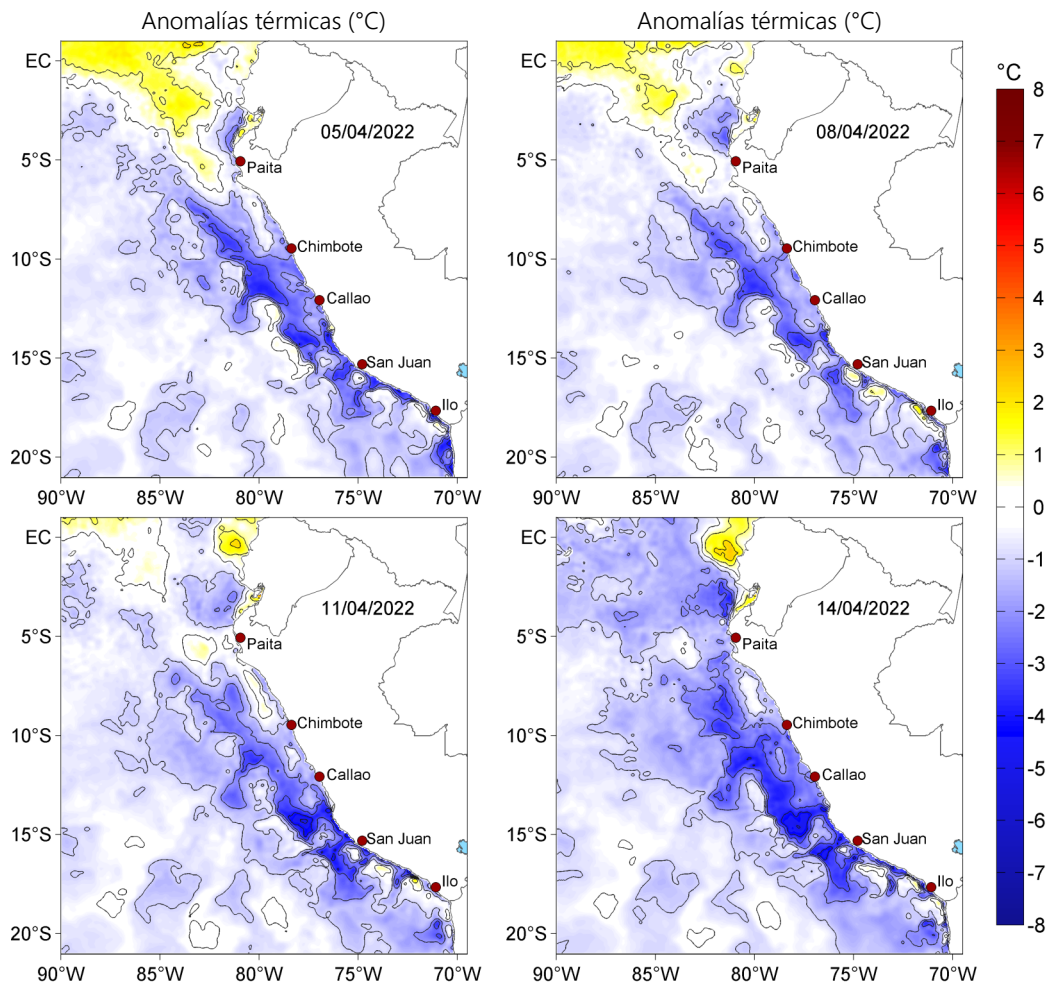 Anomalías térmicas (°C)
Anomalías térmicas (°C)
EC
5°S
10°S
15°S
20°S
90°W
85°W
80°W
75°W
70°W
05/04/2022
Paita
Chimbote
Callao
San Juan
Ilo
EC
5°S
10°S
15°S
20°S
90°W
85°W
80°W
75°W
70°W
08/04/2022
Paita
Chimbote
Callao
San Juan
Ilo
°C
8
7
6
5
4
3
2
1
0
-1
-2
-3
-4
-5
-6
-7
-8
EC
5°S
10°S
15°S
20°S
90°W
85°W
80°W
75°W
70°W
11/04/2022
Paita
Chimbote
Callao
San Juan
Ilo
EC
5°S
10°S
15°S
20°S
90°W
85°W
80°W
75°W
70°W
14/04/2022
Paita
Chimbote
Callao
San Juan
Ilo